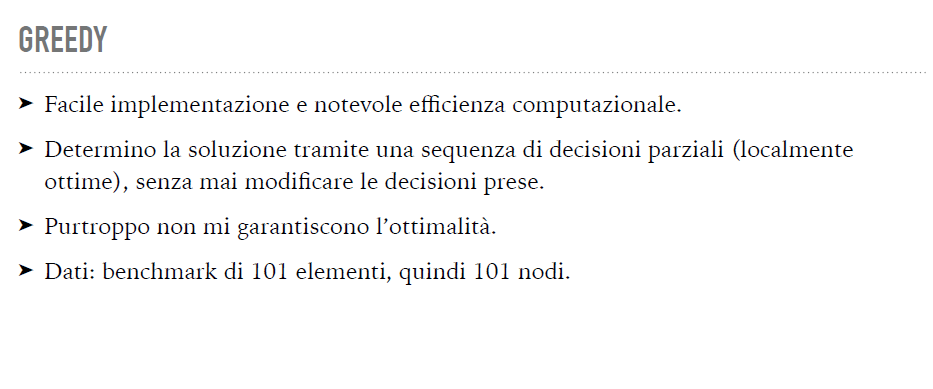 GREEDY
➤ Facile implementazione e notevole efficienza computazionale.
➤ Determino la soluzione tramite una sequenza di decisioni parziali (localmente
ottime), senza mai modificare le decisioni prese.
➤ Purtroppo non mi garantiscono l’ottimalità.
➤ Dati: benchmark di 101 elementi, quindi 101 nodi.